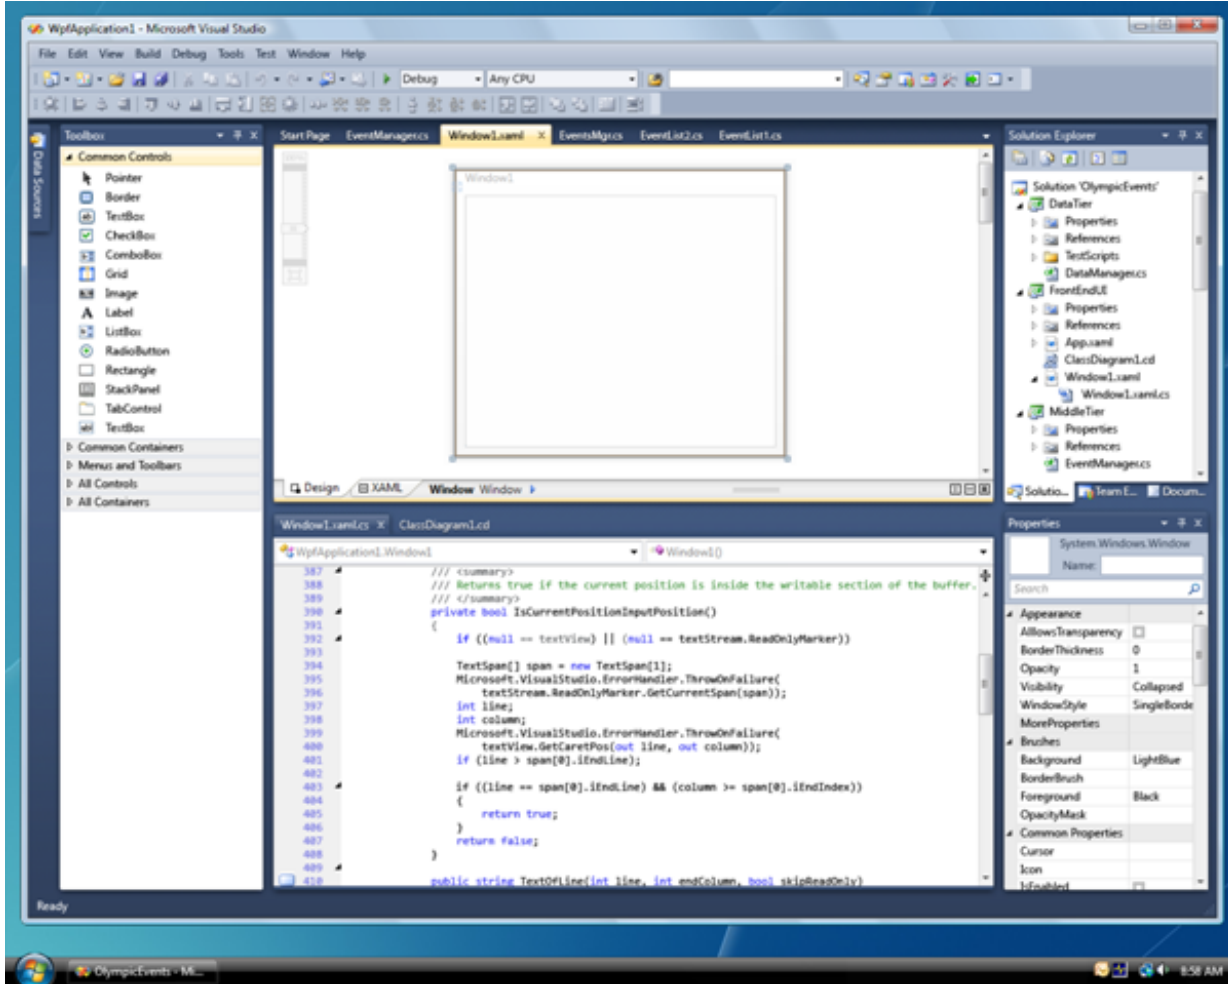 WpfApplication1 - Microsoft Visual Studio
File Edit View Build Debug Tools Test Window Help
Debug Any CPU
Data Sources
Toolbox
Common Controls
Pointer
Border
TextBox
CheckBox
ComboBox
Grid
Image
Label
ListBox
RadioButton
Rectangle
StackPanel
TabControl
TextBox
Common Containers
Menus and Toolbars
All Controls
All Containers
Start Page EventManager.cs Window1.xaml X EventsMgr.cs EventList2.cs EventList1.cs
Window1
Design XAML Window Window
Window1.xaml.cs X ClassDiagram1.cd
WpfApplication1.Window1 Window1()
387 /// <summary>
388 /// Returns true if the current position is inside the writable section of the buffer.
389 /// </summary>
390 private bool IsCurrentPositionInputPosition()
391 {
392 if ((null == textView) || (null == textStream.ReadOnlyMarker))
393
394 TextSpan[] span = new TextSpan[1];
395 Microsoft.VisualStudio.ErrorHandler.ThrowOnFailure(
396 textStream.ReadOnlyMarker.GetCurrentSpan(span));
397 int line;
398 int column;
399 Microsoft.VisualStudio.ErrorHandler.ThrowOnFailure(
400 textView.GetCaretPos(out line, out column));
401 if (line > span[0].iEndLine);
402
403 if ((line == span[0].iEndLine) && (column >= span[0].iEndIndex))
404 {
405 return true;
406 }
407 return false;
408 }
409
410 public string TextOfLine(int line, int endColumn, bool skipReadOnly)
Solution Explorer
Solution 'OlympicEvents'
DataTier
Properties
References
TestScripts
DataManager.cs
FrontEndUI
Properties
References
App.xaml
ClassDiagram1.cd
Window1.xaml
Window1.xaml.cs
MiddleTier
Properties
References
EventManager.cs
Solutio... Team E... Docum...
Properties
System.Windows.Window
Name:
Search
Appearance
AlllowsTransparency
BorderThickness 0
Opacity 1
Visibility Collapsed
WindowStyle SingleBorde
MoreProperties
Brushes
Background LightBlue
BorderBrush
Foreground Black
OpacityMask
Common Properties
Cursor
Icon
IsEnabled
Ready
OlympicEvents - Mi...
8:58 AM